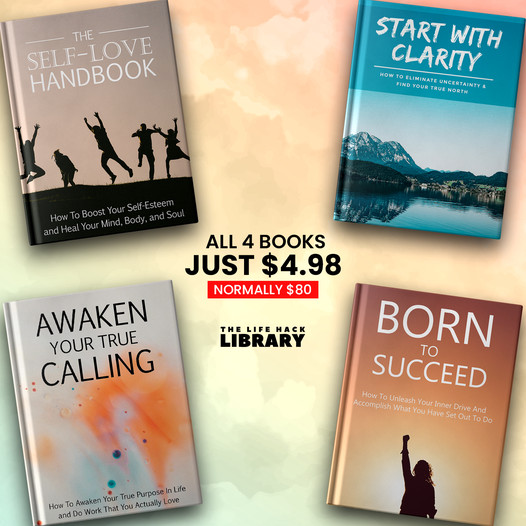 THE
SELF-LOVE
HANDBOOK
How To Boost Your Self-Esteem
and Heal Your Mind, Body, and Soul
START WITH
CLARITY
HOW TO ELIMINATE UNCERTAINTY &
FIND YOUR TRUE NORTH
ALL 4 BOOKS
JUST $4.98
NORMALLY $80
THE LIFE HACK
LIBRARY
AWAKEN
YOUR TRUE
CALLING
How To Awaken Your True Purpose In Life
and Do Work That You Actually Love
BORN
TO
SUCCEED
How To Unleash Your Inner Drive And
Accomplish What You Have Set Out To Do